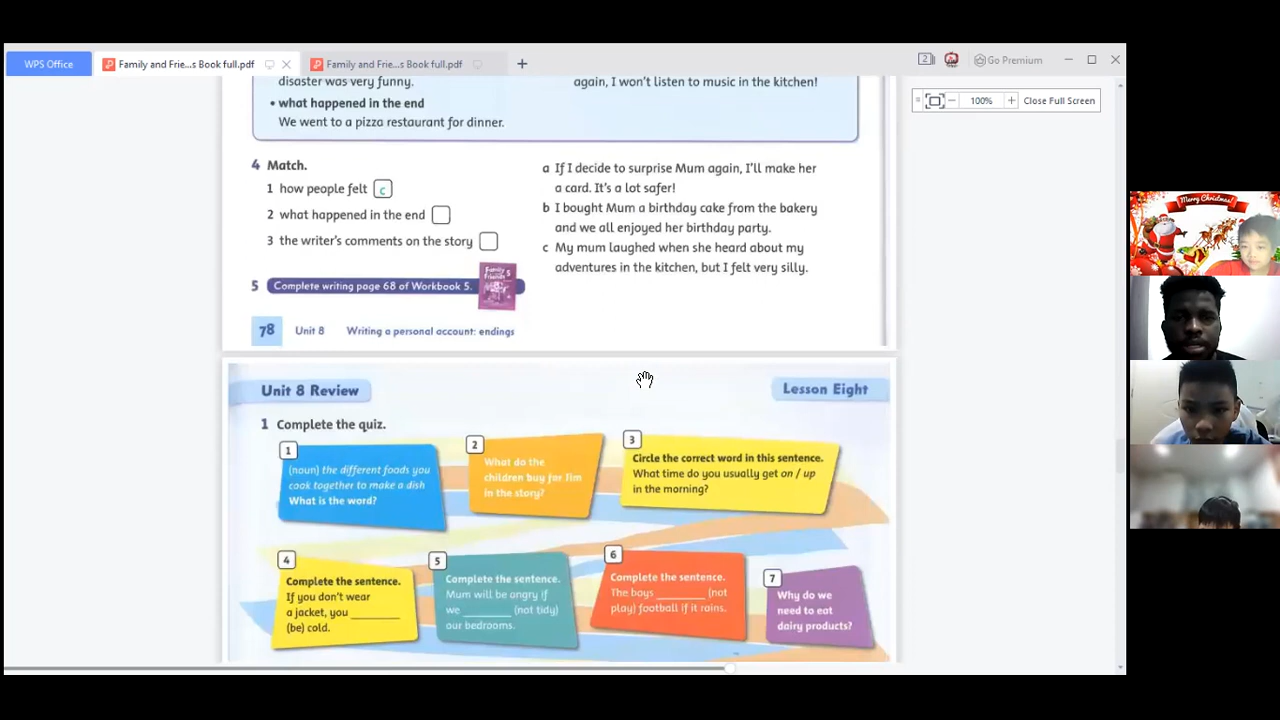 WPS Office
Family and Frie...s Book full.pdf
Family and Frie...s Book full.pdf
2
Go Premium
100%
Close Full Screen
disaster was very funny.
• what happened in the end
We went to a pizza restaurant for dinner.
again, I won't listen to music in the kitchen!
4 Match.
1 how people felt c
2 what happened in the end
3 the writer's comments on the story
a If I decide to surprise Mum again, I'll make her
a card. It's a lot safer!
b I bought Mum a birthday cake from the bakery
and we all enjoyed her birthday party.
c My mum laughed when she heard about my
adventures in the kitchen, but I felt very silly.
5 Complete writing page 68 of Workbook 5.
Family
Friends 5
78 Unit 8 Writing a personal account: endings
Unit 8 Review
Lesson Eight
1 Complete the quiz.
1
(noun) the different foods you
cook together to make a dish
What is the word?
2
What do the
children buy for Jim
in the story?
3
Circle the correct word in this sentence.
What time do you usually get on / up
in the morning?
4
Complete the sentence.
If you don't wear
a jacket, you ________
(be) cold.
5
Complete the sentence.
Mum will be angry if
we ________ (not tidy)
our bedrooms.
6
Complete the sentence.
The boys ________ (not
play) football if it rains.
7
Why do we
need to eat
dairy products?
Merry Christmas!